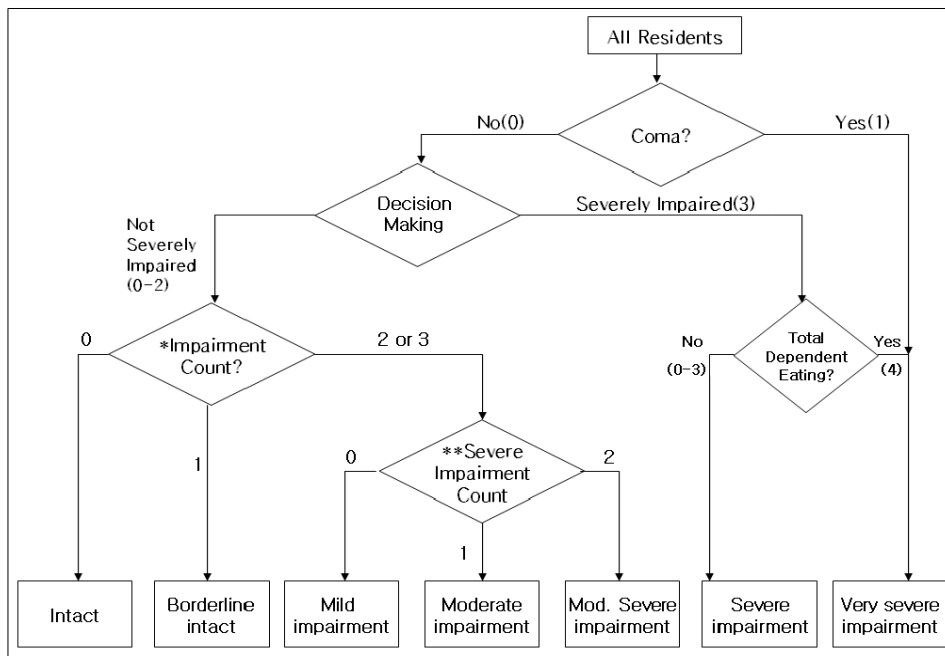 All Residents
Coma?
No(0)
Yes(1)
Decision
Making
Severely Impaired(3)
Not
Severely
Impaired
(0-2)
*Impairment
Count?
0
2 or 3
1
Total
Dependent
Eating?
No
(0-3)
Yes
(4)
**Severe
Impairment
Count
0
2
1
Intact
Borderline
intact
Mild
impairment
Moderate
impairment
Mod. Severe
impairment
Severe
impairment
Very severe
impairment